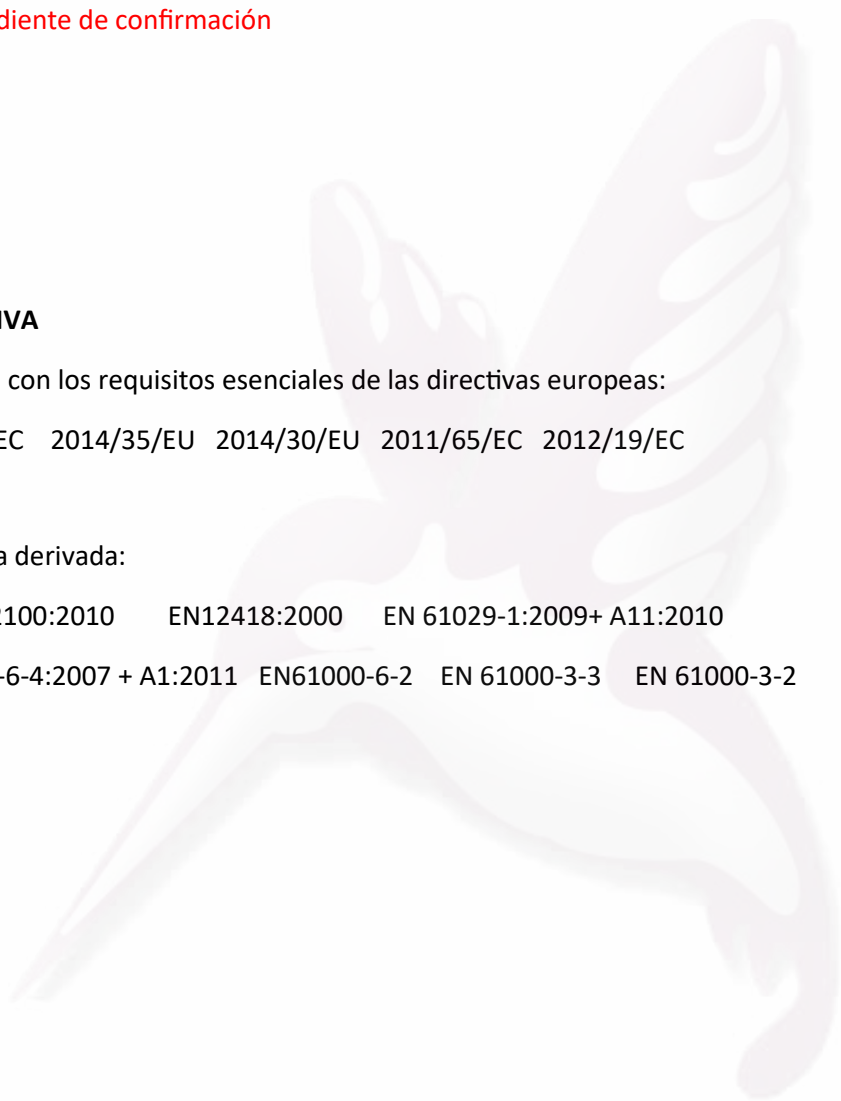 diente de confirmación
IVA
con los requisitos esenciales de las directivas europeas:
EC 2014/35/EU 2014/30/EU 2011/65/EC 2012/19/EC
a derivada:
2100:2010 EN12418:2000 EN 61029-1:2009+ A11:2010
-6-4:2007 + A1:2011 EN61000-6-2 EN 61000-3-3 EN 61000-3-2